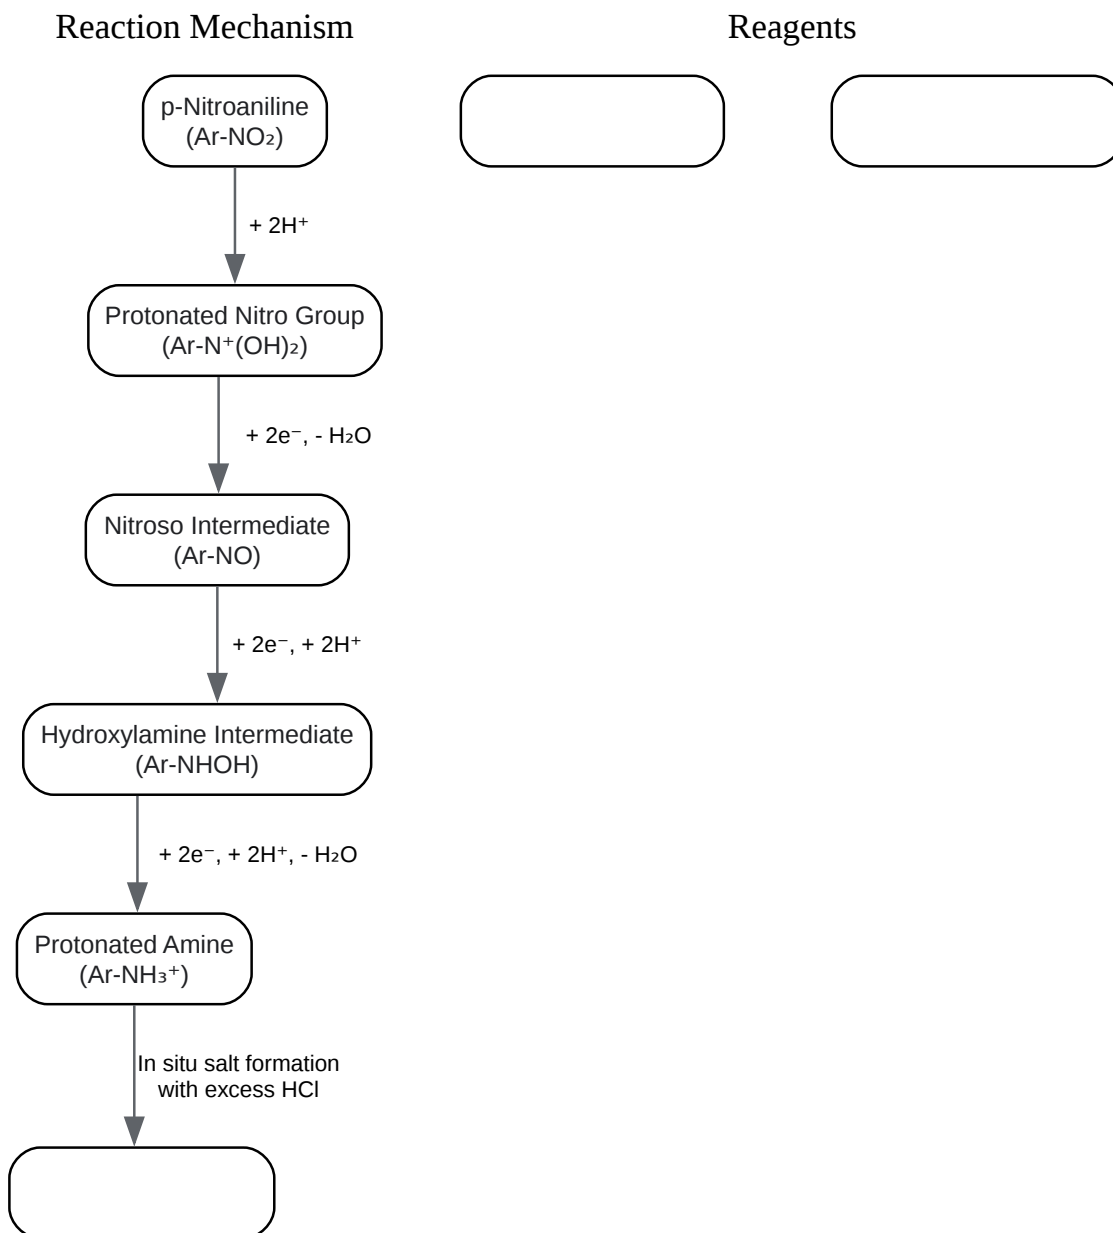 Reaction Mechanism
Reagents
p-Nitroaniline
(Ar-NO₂)
+ 2H⁺
Protonated Nitro Group
(Ar-N⁺(OH)₂)
+ 2e⁻, - H₂O
Nitroso Intermediate
(Ar-NO)
+ 2e⁻, + 2H⁺
Hydroxylamine Intermediate
(Ar-NHOH)
+ 2e⁻, + 2H⁺, - H₂O
Protonated Amine
(Ar-NH₃⁺)
In situ salt formation
with excess HCl